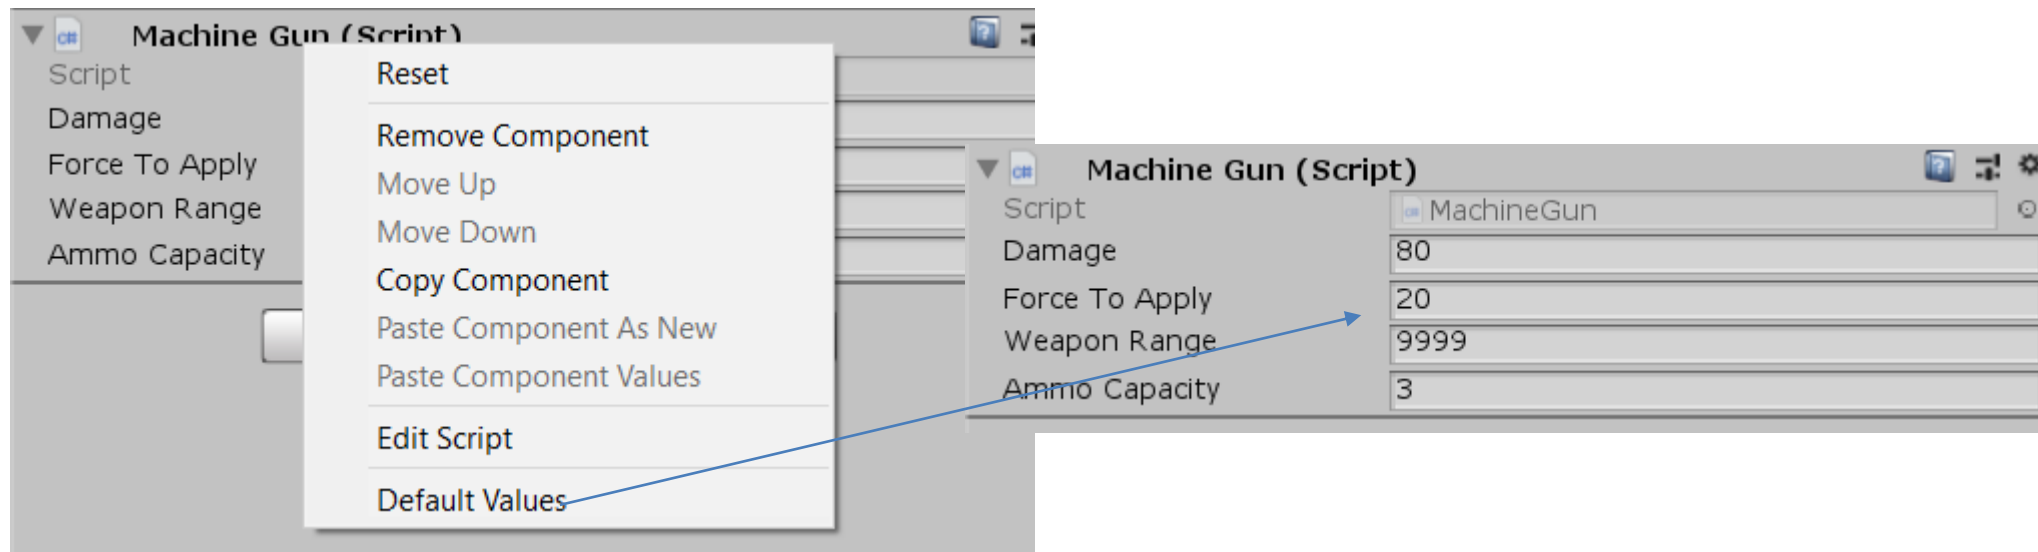 Machine Gun (Script)
Script
Damage
Force To Apply
Weapon Range
Ammo Capacity
Reset
Remove Component
Move Up
Move Down
Copy Component
Paste Component As New
Paste Component Values
Edit Script
Default Values
Machine Gun (Script)
Script MachineGun
Damage 80
Force To Apply 20
Weapon Range 9999
Ammo Capacity 3